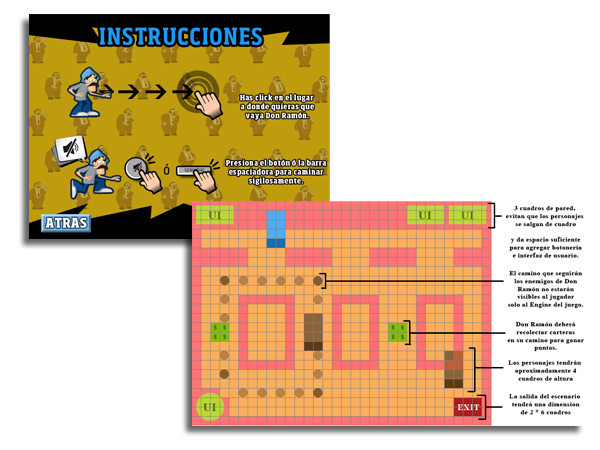 INSTRUCCIONES
Has click en el lugar
a donde quieras que
vaya Don Ramón.
Presiona el botón ó la barra
espaciadora para caminar
sigilosamente.
ó
ATRAS
UI
UI
UI
3 cuadros de pared,
evitan que los personajes
se salgan de cuadro
y da espacio suficiente
para agregar botonería
e interfaz de usuario.
El camino que seguirán
los enemigos de Don
Ramón no estarán
visibles al jugador
solo al Engine del juego.
$ $
$ $
$ $
$ $
Don Ramón deberá
recolectar carteras
en su camino para ganar
puntos.
Los personajes tendrán
aproximadamente 4
cuadros de altura
UI
EXIT
La salida del escenario
tendrá una dimension
de 2 * 6 cuadros